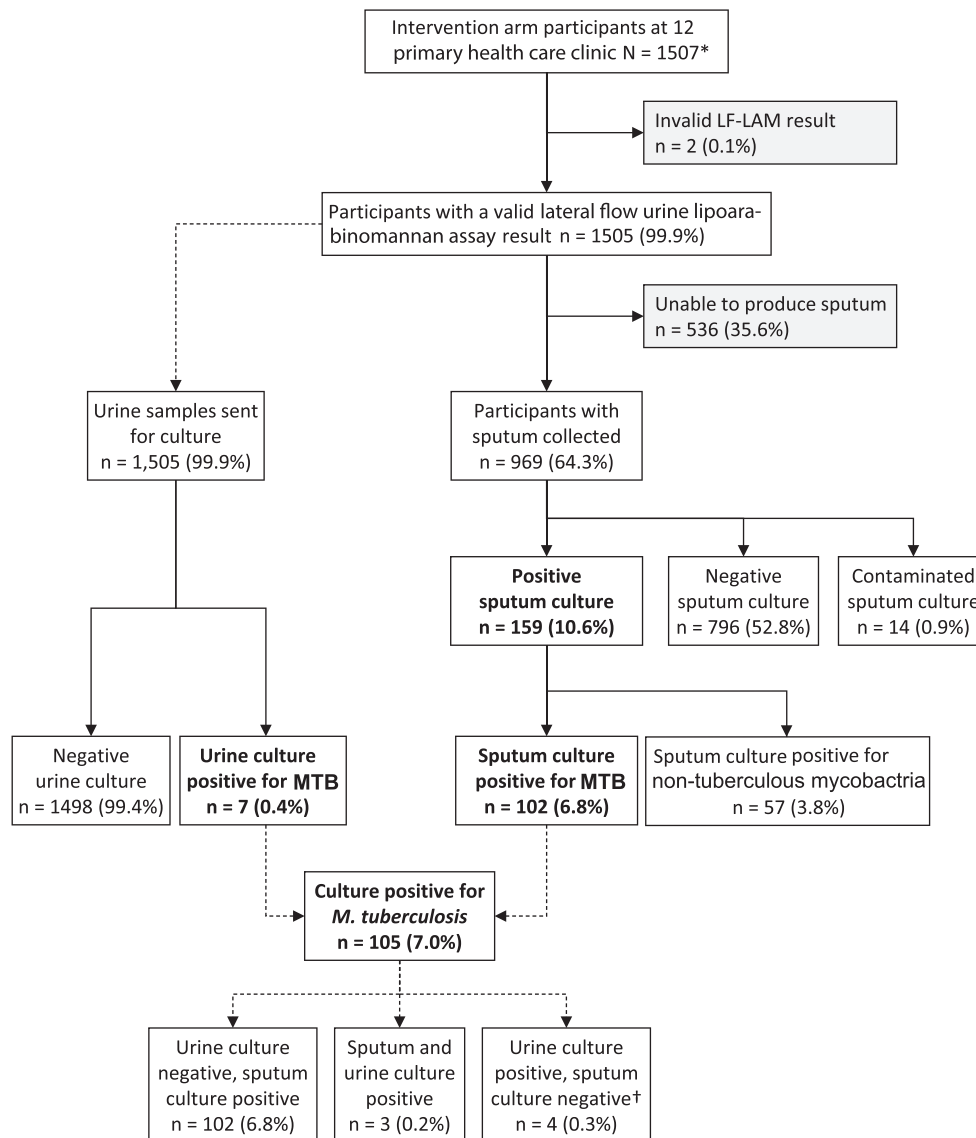 Intervention arm participants at 12
primary health care clinic N = 1507*
Invalid LF-LAM result
n = 2 (0.1%)
Participants with a valid lateral flow urine lipoara-
binomannan assay result n = 1505 (99.9%)
Unable to produce sputum
n = 536 (35.6%)
Urine samples sent
for culture
n = 1,505 (99.9%)
Participants with
sputum collected
n = 969 (64.3%)
Positive
sputum culture
n = 159 (10.6%)
Negative
sputum culture
n = 796 (52.8%)
Contaminated
sputum culture
n = 14 (0.9%)
Negative
urine culture
n = 1498 (99.4%)
Urine culture
positive for MTB
n = 7 (0.4%)
Sputum culture
positive for MTB
n = 102 (6.8%)
Sputum culture positive for
non-tuberculous mycobactria
n = 57 (3.8%)
Culture positive for
M. tuberculosis
n = 105 (7.0%)
Urine culture
negative, sputum
culture positive
n = 102 (6.8%)
Sputum and
urine culture
positive
n = 3 (0.2%)
Urine culture
positive, sputum
culture negative†
n = 4 (0.3%)